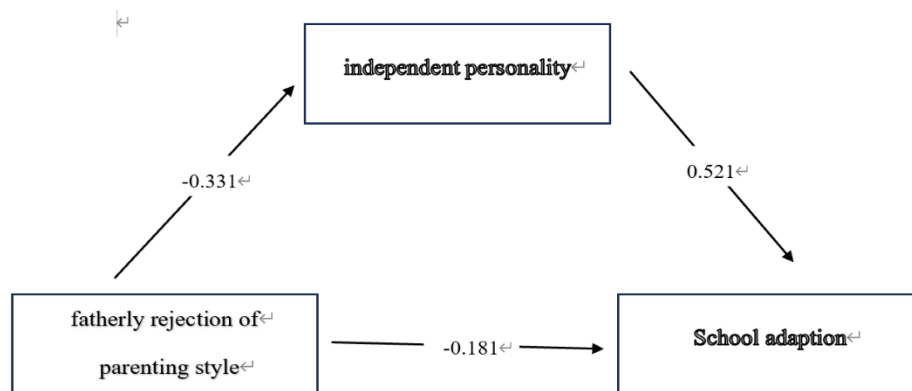 independent personality
-0.331
0.521
fatherly rejection of
parenting style
-0.181
School adaption